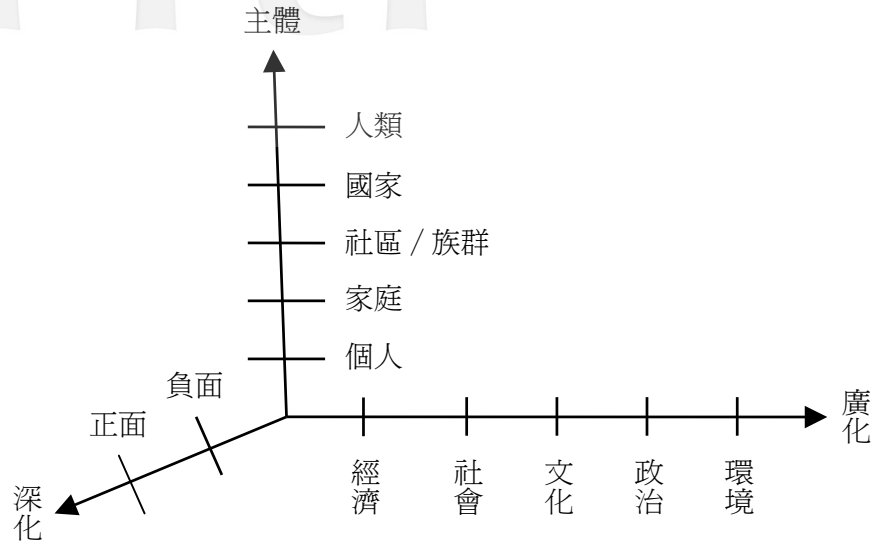 主體
人類
國家
社區 / 族群
家庭
個人
負面
正面
深化
廣化
經濟
社會
文化
政治
環境